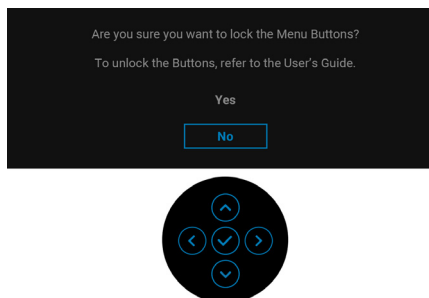 Are you sure you want to lock the Menu Buttons?
To unlock the Buttons, refer to the User's Guide.
Yes
No